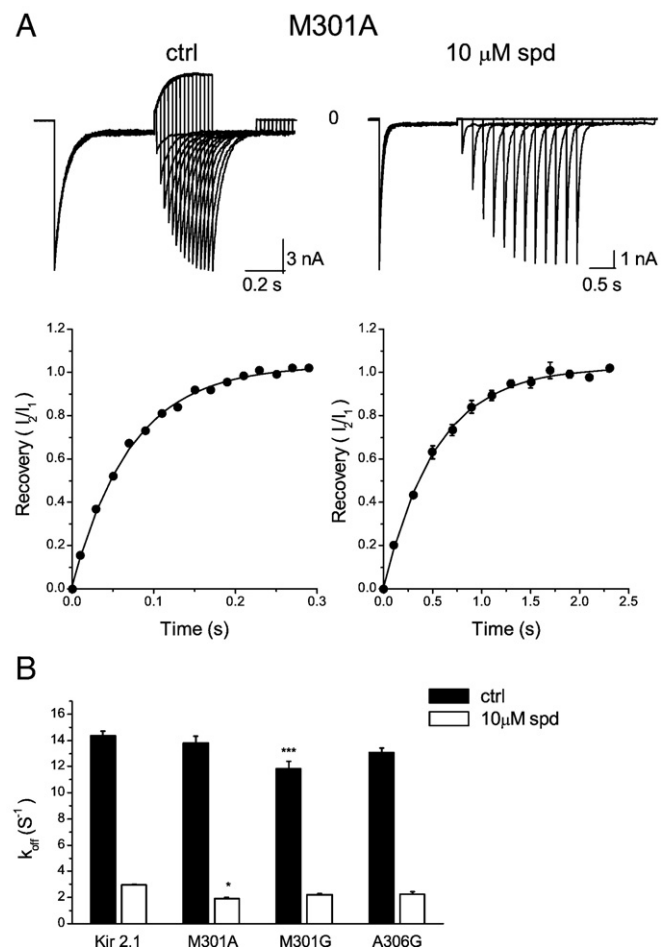 A
M301A
ctrl
10 μM spd
0
3 nA
0.2 s
1 nA
0.5 s
Recovery ( I₂/I₁)
1.2
1.0
0.8
0.6
0.4
0.2
0.0
0.0 0.1 0.2 0.3
Time (s)
Recovery ( I₂/I₁)
1.2
1.0
0.8
0.6
0.4
0.2
0.0
0.0 0.5 1.0 1.5 2.0 2.5
Time (s)
B
ctrl
10μM spd
k off (S⁻¹)
16
14
12
10
8
6
4
2
0
***
*
Kir 2.1 M301A M301G A306G